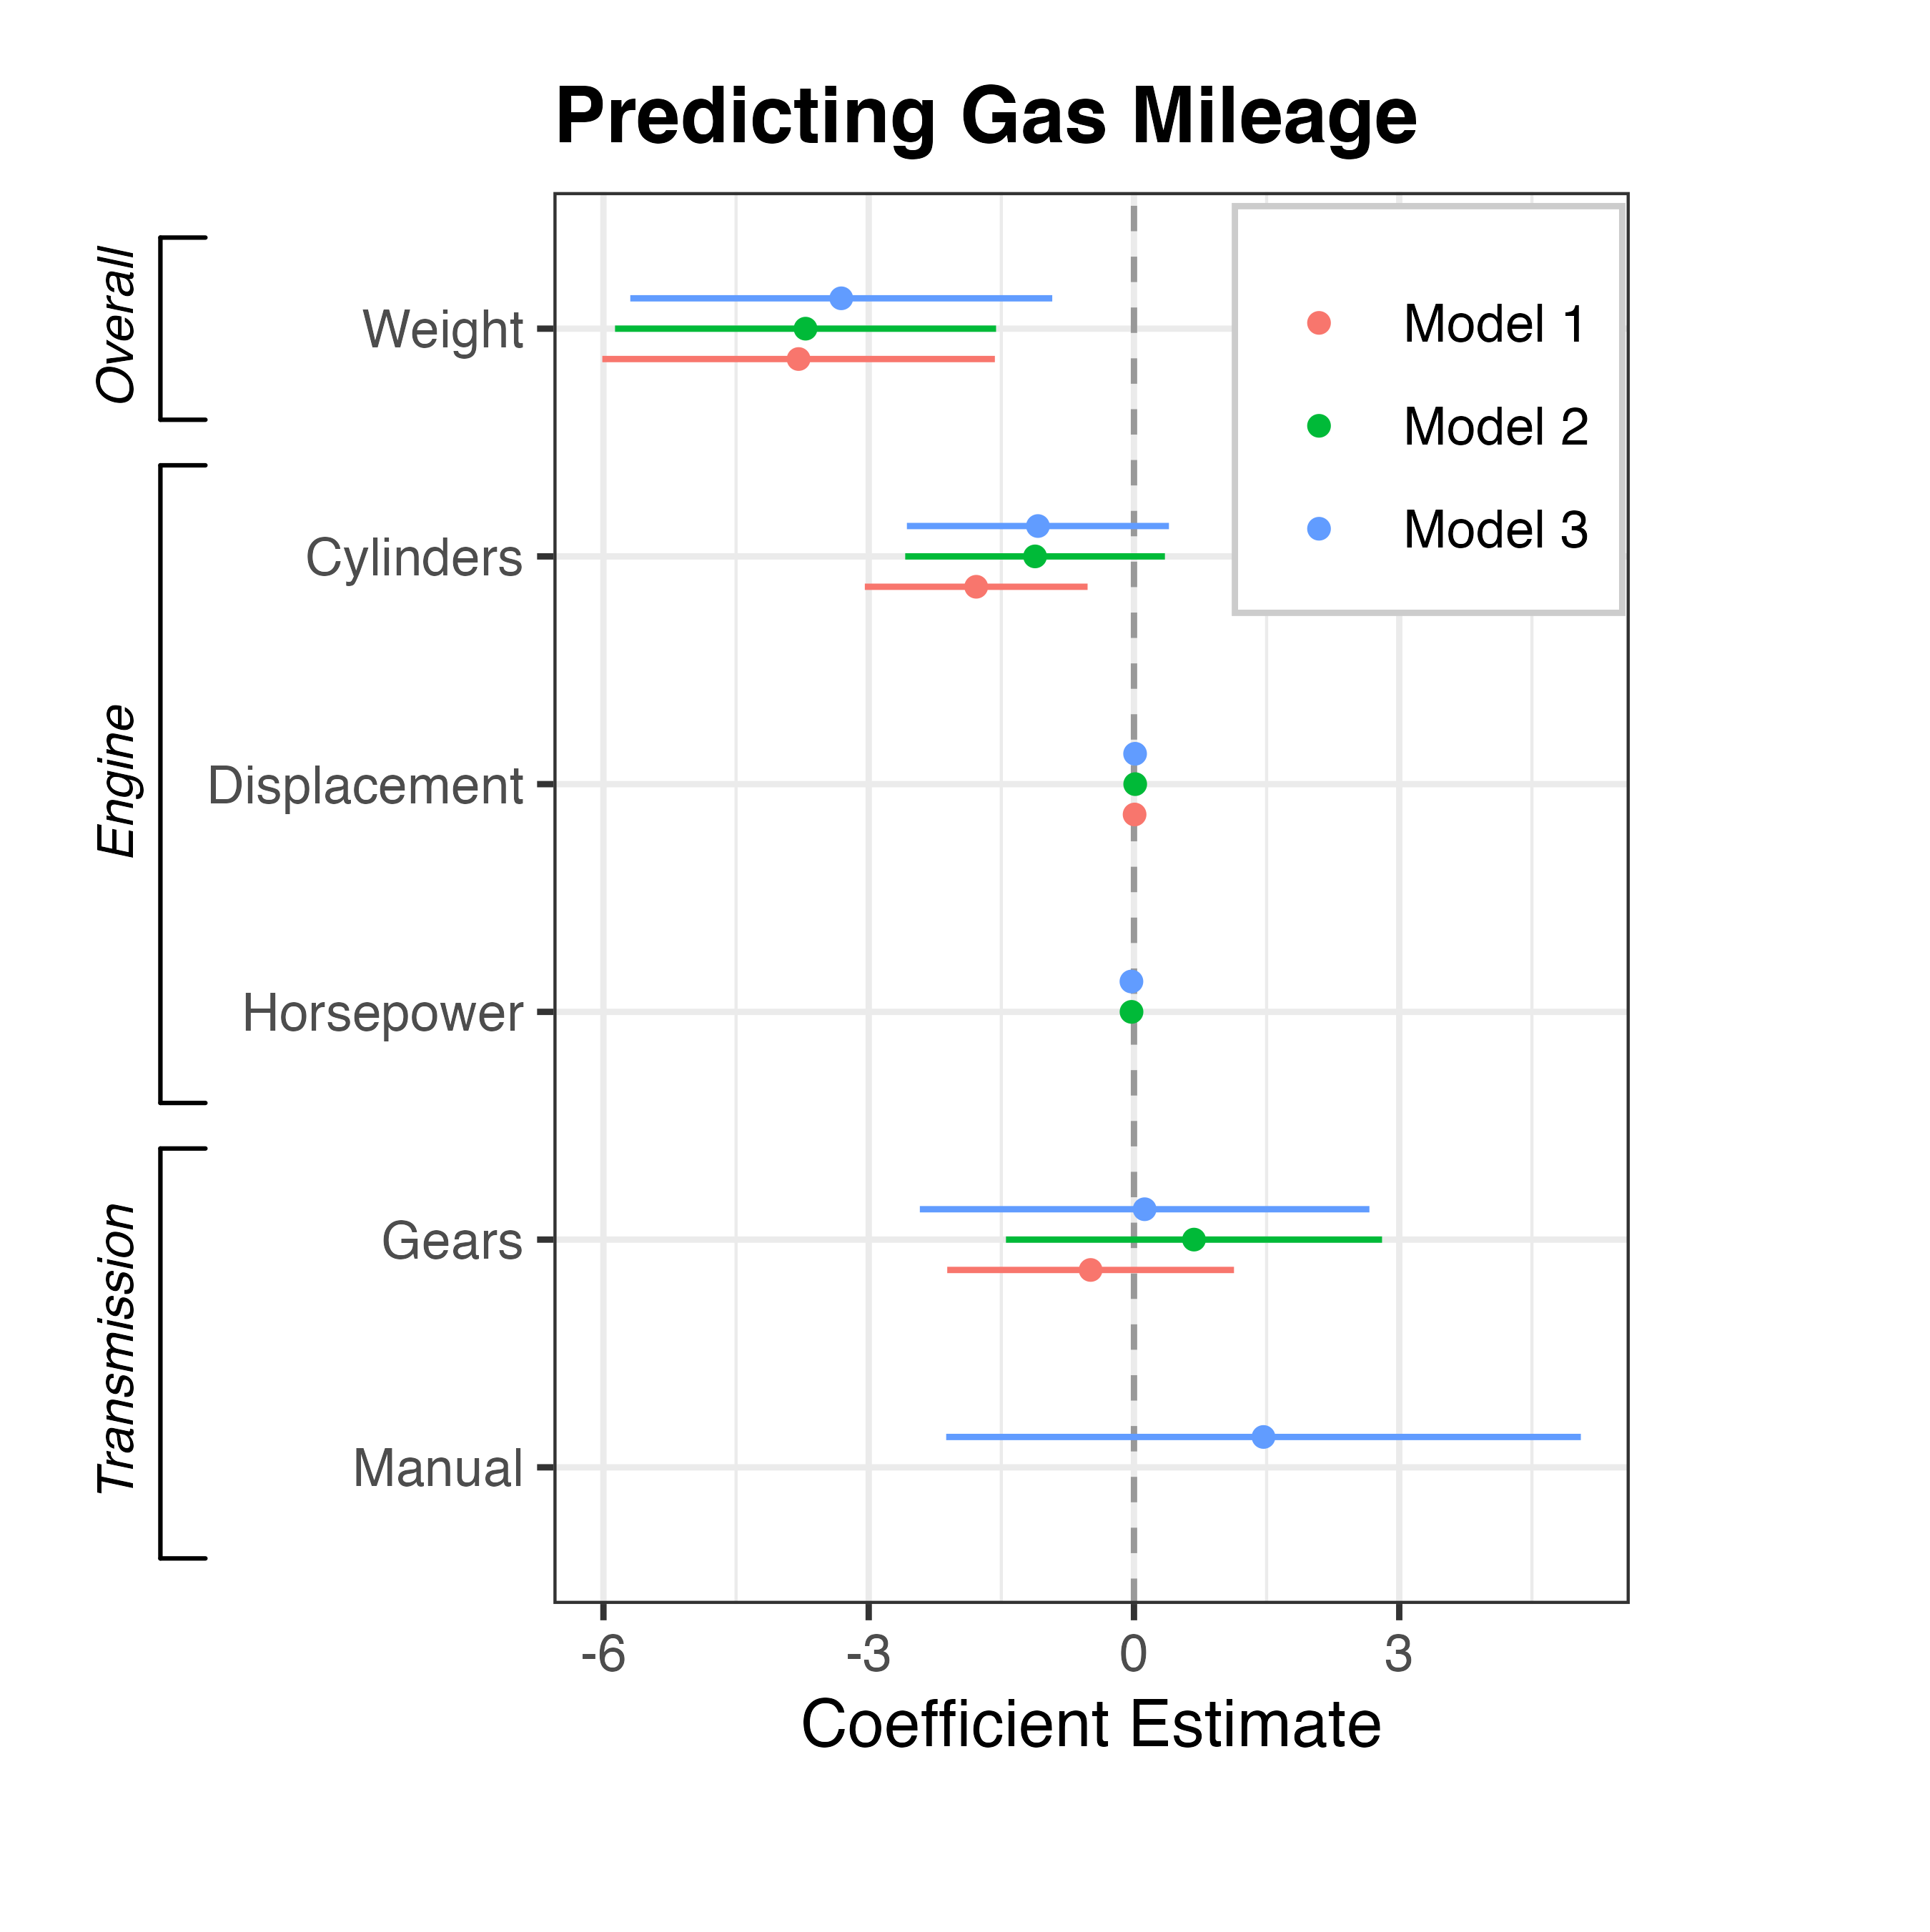 Predicting Gas Mileage
Overall
Weight
Engine
Cylinders
Displacement
Horsepower
Transmission
Gears
Manual
Model 1
Model 2
Model 3
-6 -3 0 3
Coefficient Estimate